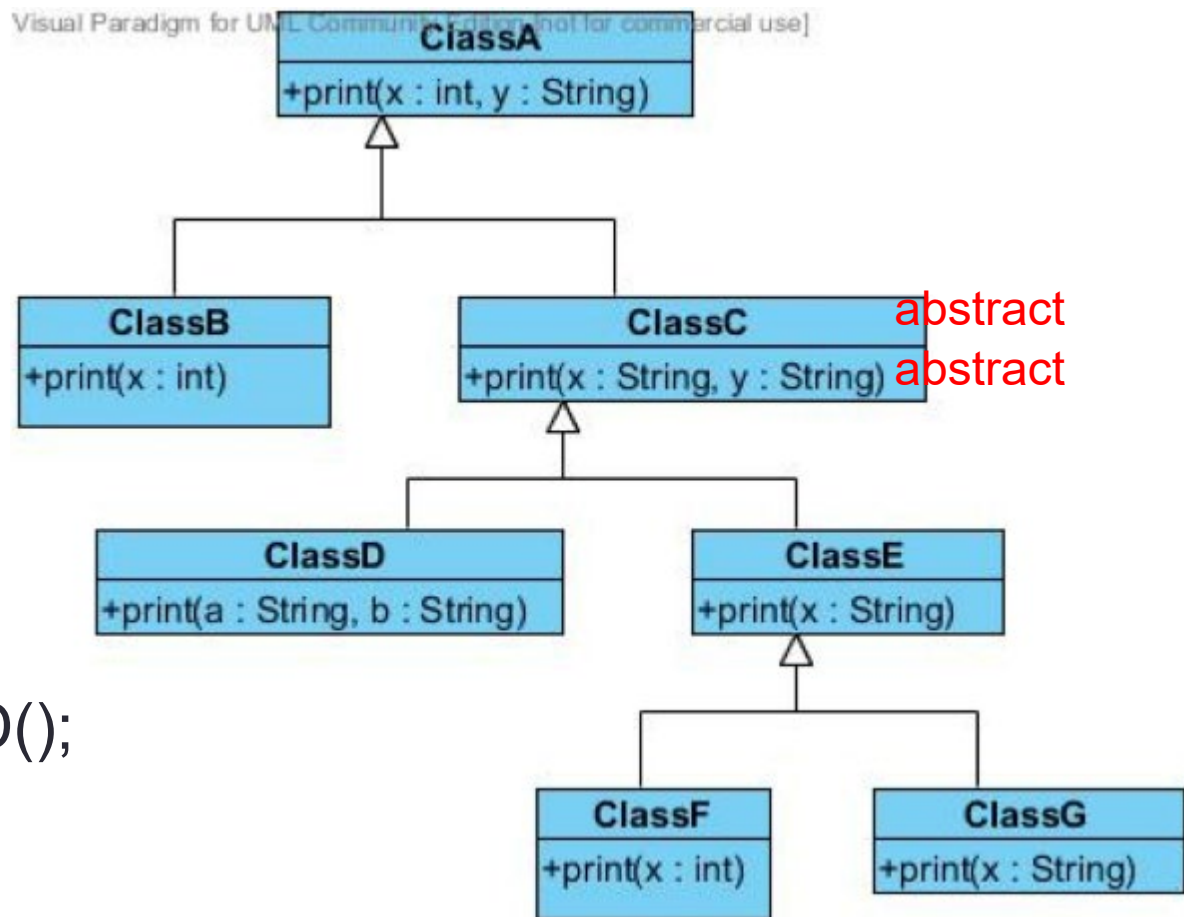 Visual Paradigm for UML Community Edition [not for commercial use]
ClassA
+print(x : int, y : String)
ClassB
+print(x : int)
ClassC
abstract
+print(x : String, y : String)
abstract
ClassD
+print(a : String, b : String)
ClassE
+print(x : String)
();
ClassF
+print(x : int)
ClassG
+print(x : String)